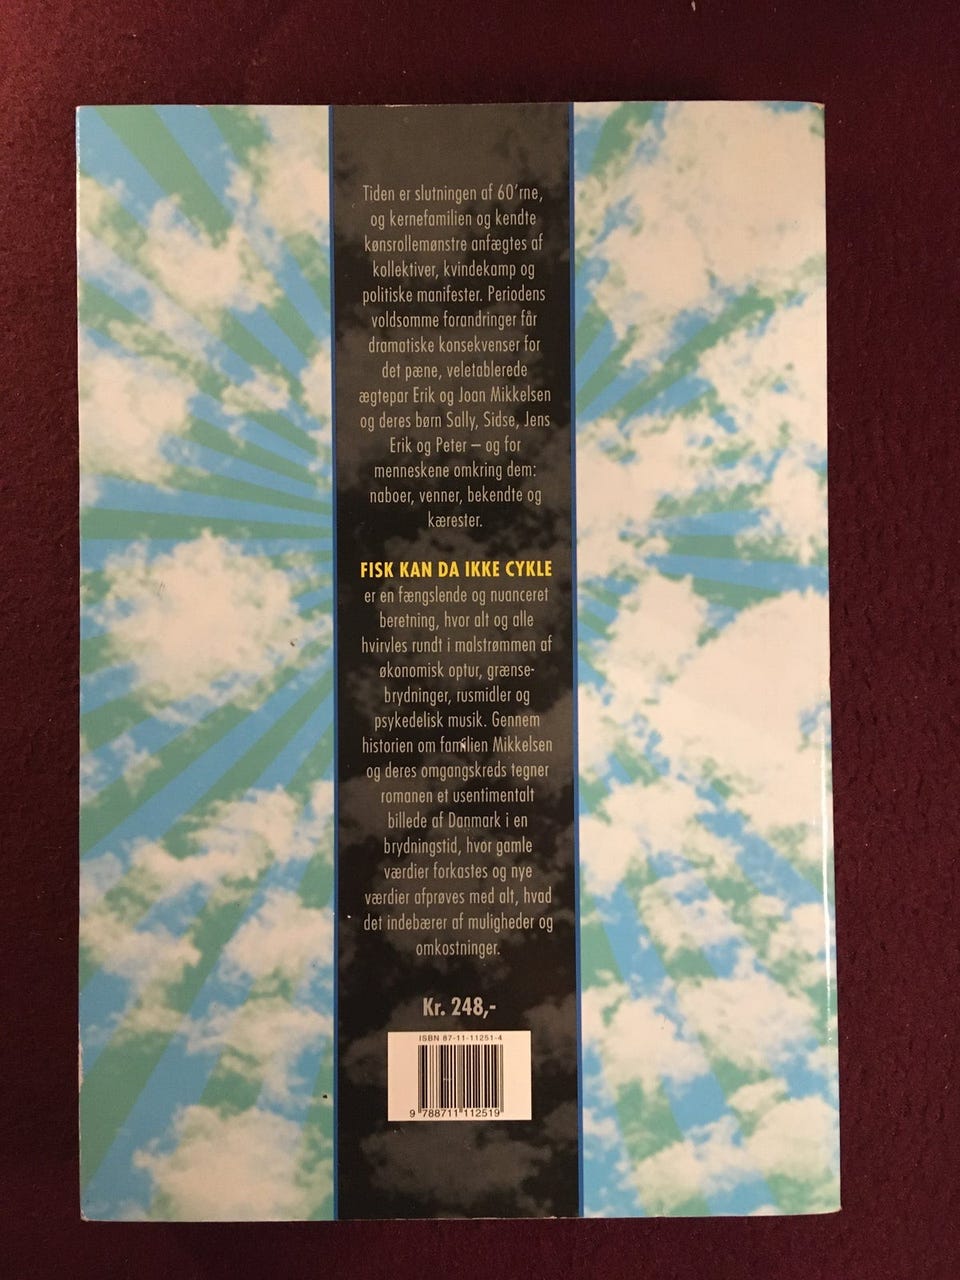 Tiden er slutningen af 60'rne,
og kernefamilien og kendte
kønsrollemønstre anfægtes af
kollektiver, kvindekamp og
politiske manifester. Periodens
voldsomme forandringer får
dramatiske konsekvenser for
det pæne, veletablerede
ægtepar Erik og Joan Mikkelsen
og deres børn Sally, Sidse, Jens
Erik og Peter – og for
menneskene omkring dem:
naboer, venner, bekendte og
kærester.
FISK KAN DA IKKE CYKLE
er en fængslende og nuanceret
beretning, hvor alt og alle
hvirvles rundt i malstrømmen af
økonomisk optur, grænse-
brydninger, rusmidler og
psykedelisk musik. Gennem
historien om familien Mikkelsen
og deres omgangskreds tegner
romanen et usentimentalt
billede af Danmark i en
brydningstid, hvor gamle
værdier forkastes og nye
værdier afprøves med alt, hvad
det indebærer af muligheder og
omkostninger.
Kr. 248,-
ISBN 87-11-11251-4
9 788711 112519